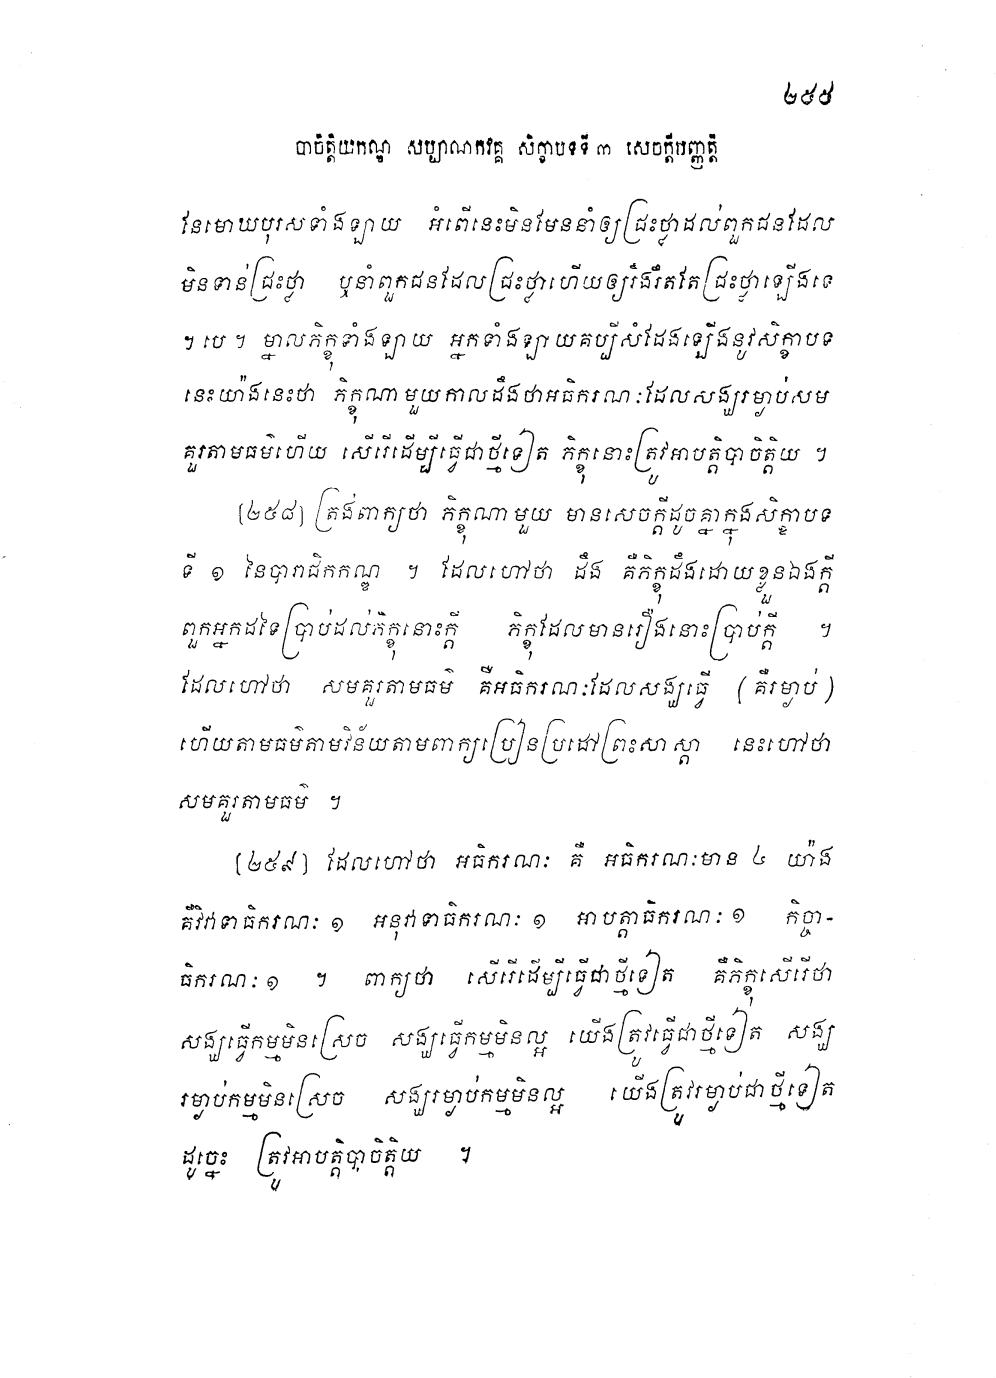 ២៥៥
បាចិត្តិយកណ្ឌ សប្បាណកវគ្គ សិក្ខាបទទី ៣ សេចក្តីបញ្ញត្តិ
នៃមោឃបុរសទាំងឡាយ អំពើនេះមិនមែននាំឲ្យជ្រះថ្លាដល់ពួកជនដែល
មិនទាន់ជ្រះថ្លា ឬនាំពួកជនដែលជ្រះថ្លាហើយឲ្យរឹងរឹតតែជ្រះថ្លាឡើងទេ
។ បេ ។ ម្នាលភិក្ខុទាំងឡាយ អ្នកទាំងឡាយគប្បីសំដែងឡើងនូវសិក្ខាបទ
នេះយ៉ាងនេះថា ភិក្ខុណាមួយកាលដឹងថាអធិករណៈដែលសង្ឃរម្ងាប់សម
គួរតាមធម៌ហើយ សើរើដើម្បីធ្វើជាថ្មីទៀត ភិក្ខុនោះត្រូវអាបត្តិបាចិត្តិយ ។
(២៥៨) ត្រង់ពាក្យថា ភិក្ខុណាមួយ មានសេចក្តីដូចគ្នាក្នុងសិក្ខាបទ
ទី ១ នៃបារាជិកកណ្ឌ ។ ដែលហៅថា ដឹង គឺភិក្ខុដឹងដោយខ្លួនឯងក្តី
ពួកអ្នកដទៃប្រាប់ដល់ភិក្ខុនោះក្តី ភិក្ខុដែលមានរឿងនោះប្រាប់ក្តី ។
ដែលហៅថា សមគួរតាមធម៌ គឺអធិករណៈដែលសង្ឃធ្វើ (គឺរម្ងាប់)
ហើយតាមធម៌តាមវិន័យតាមពាក្យប្រៀនប្រដៅព្រះសាស្តា នេះហៅថា
សមគួរតាមធម៌ ។
(២៥៩) ដែលហៅថា អធិករណៈ គឺ អធិករណៈមាន ៤ យ៉ាង
គឺវិវាទាធិករណៈ ១ អនុវាទាធិករណៈ ១ អាបត្តាធិករណៈ ១ កិច្ចា-
ធិករណៈ ១ ។ ពាក្យថា សើរើដើម្បីធ្វើជាថ្មីទៀត គឺភិក្ខុសើរើថា
សង្ឃធ្វើកម្មមិនស្រេច សង្ឃធ្វើកម្មមិនល្អ យើងត្រូវធ្វើជាថ្មីទៀត សង្ឃ
រម្ងាប់កម្មមិនស្រេច សង្ឃរម្ងាប់កម្មមិនល្អ យើងត្រូវរម្ងាប់ជាថ្មីទៀត
ដូច្នេះ ត្រូវអាបត្តិបាចិត្តិយ ។